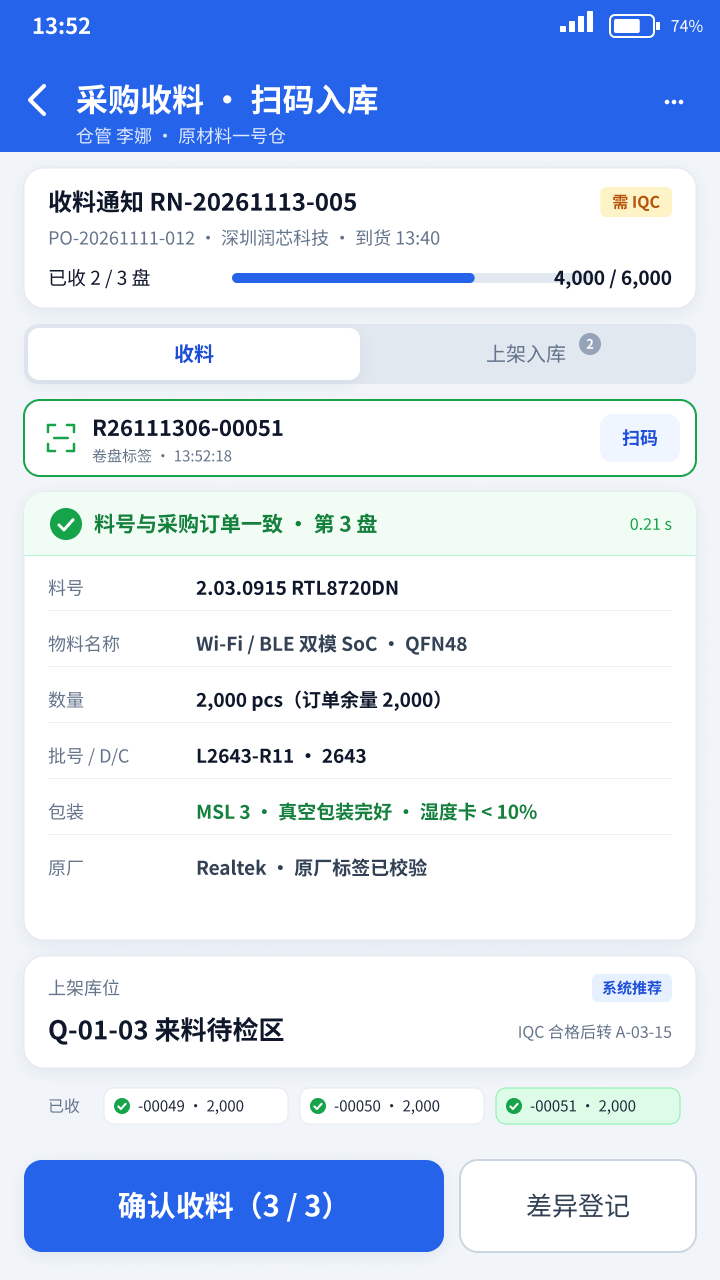 13:52
74%
采购收料 · 扫码入库
仓管 李娜 · 原材料一号仓
收料通知 RN-20261113-005
需 IQC
PO-20261111-012 · 深圳润芯科技 · 到货 13:40
已收 2 / 3 盘
4,000 / 6,000
收料
上架入库
2
R26111306-00051
卷盘标签 · 13:52:18
扫码
料号与采购订单一致 · 第 3 盘
0.21 s
料号
2.03.0915 RTL8720DN
物料名称
Wi-Fi / BLE 双模 SoC · QFN48
数量
2,000 pcs（订单余量 2,000）
批号 / D/C
L2643-R11 · 2643
包装
MSL 3 · 真空包装完好 · 湿度卡 < 10%
原厂
Realtek · 原厂标签已校验
上架库位
系统推荐
Q-01-03 来料待检区
IQC 合格后转 A-03-15
已收
-00049 · 2,000
-00050 · 2,000
-00051 · 2,000
确认收料（3 / 3）
差异登记